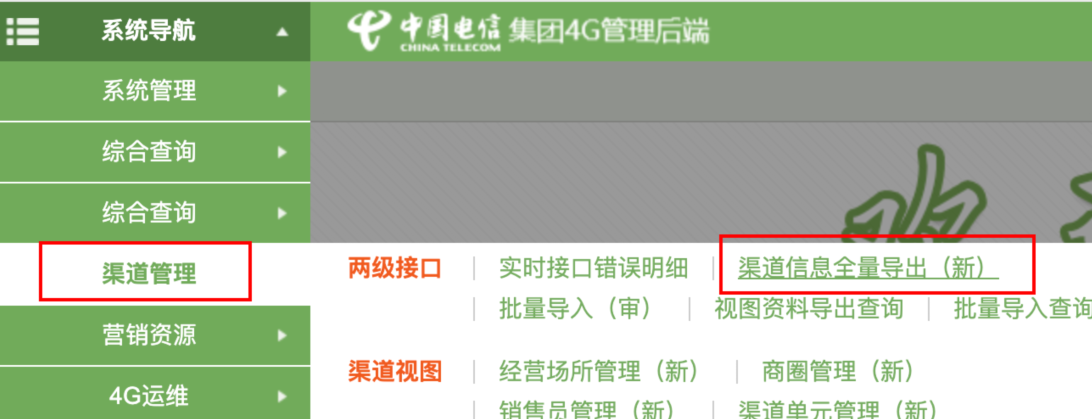 系统导航
中国电信 集团4G管理后端
CHINA TELECOM
系统管理
综合查询
综合查询
渠道管理
两级接口 实时接口错误明细 渠道信息全量导出（新）
批量导入（审） 视图资料导出查询 批量导入查询
营销资源
渠道视图 经营场所管理（新） 商圈管理（新）
4G运维
销售员管理（新） 渠道单元管理（新）